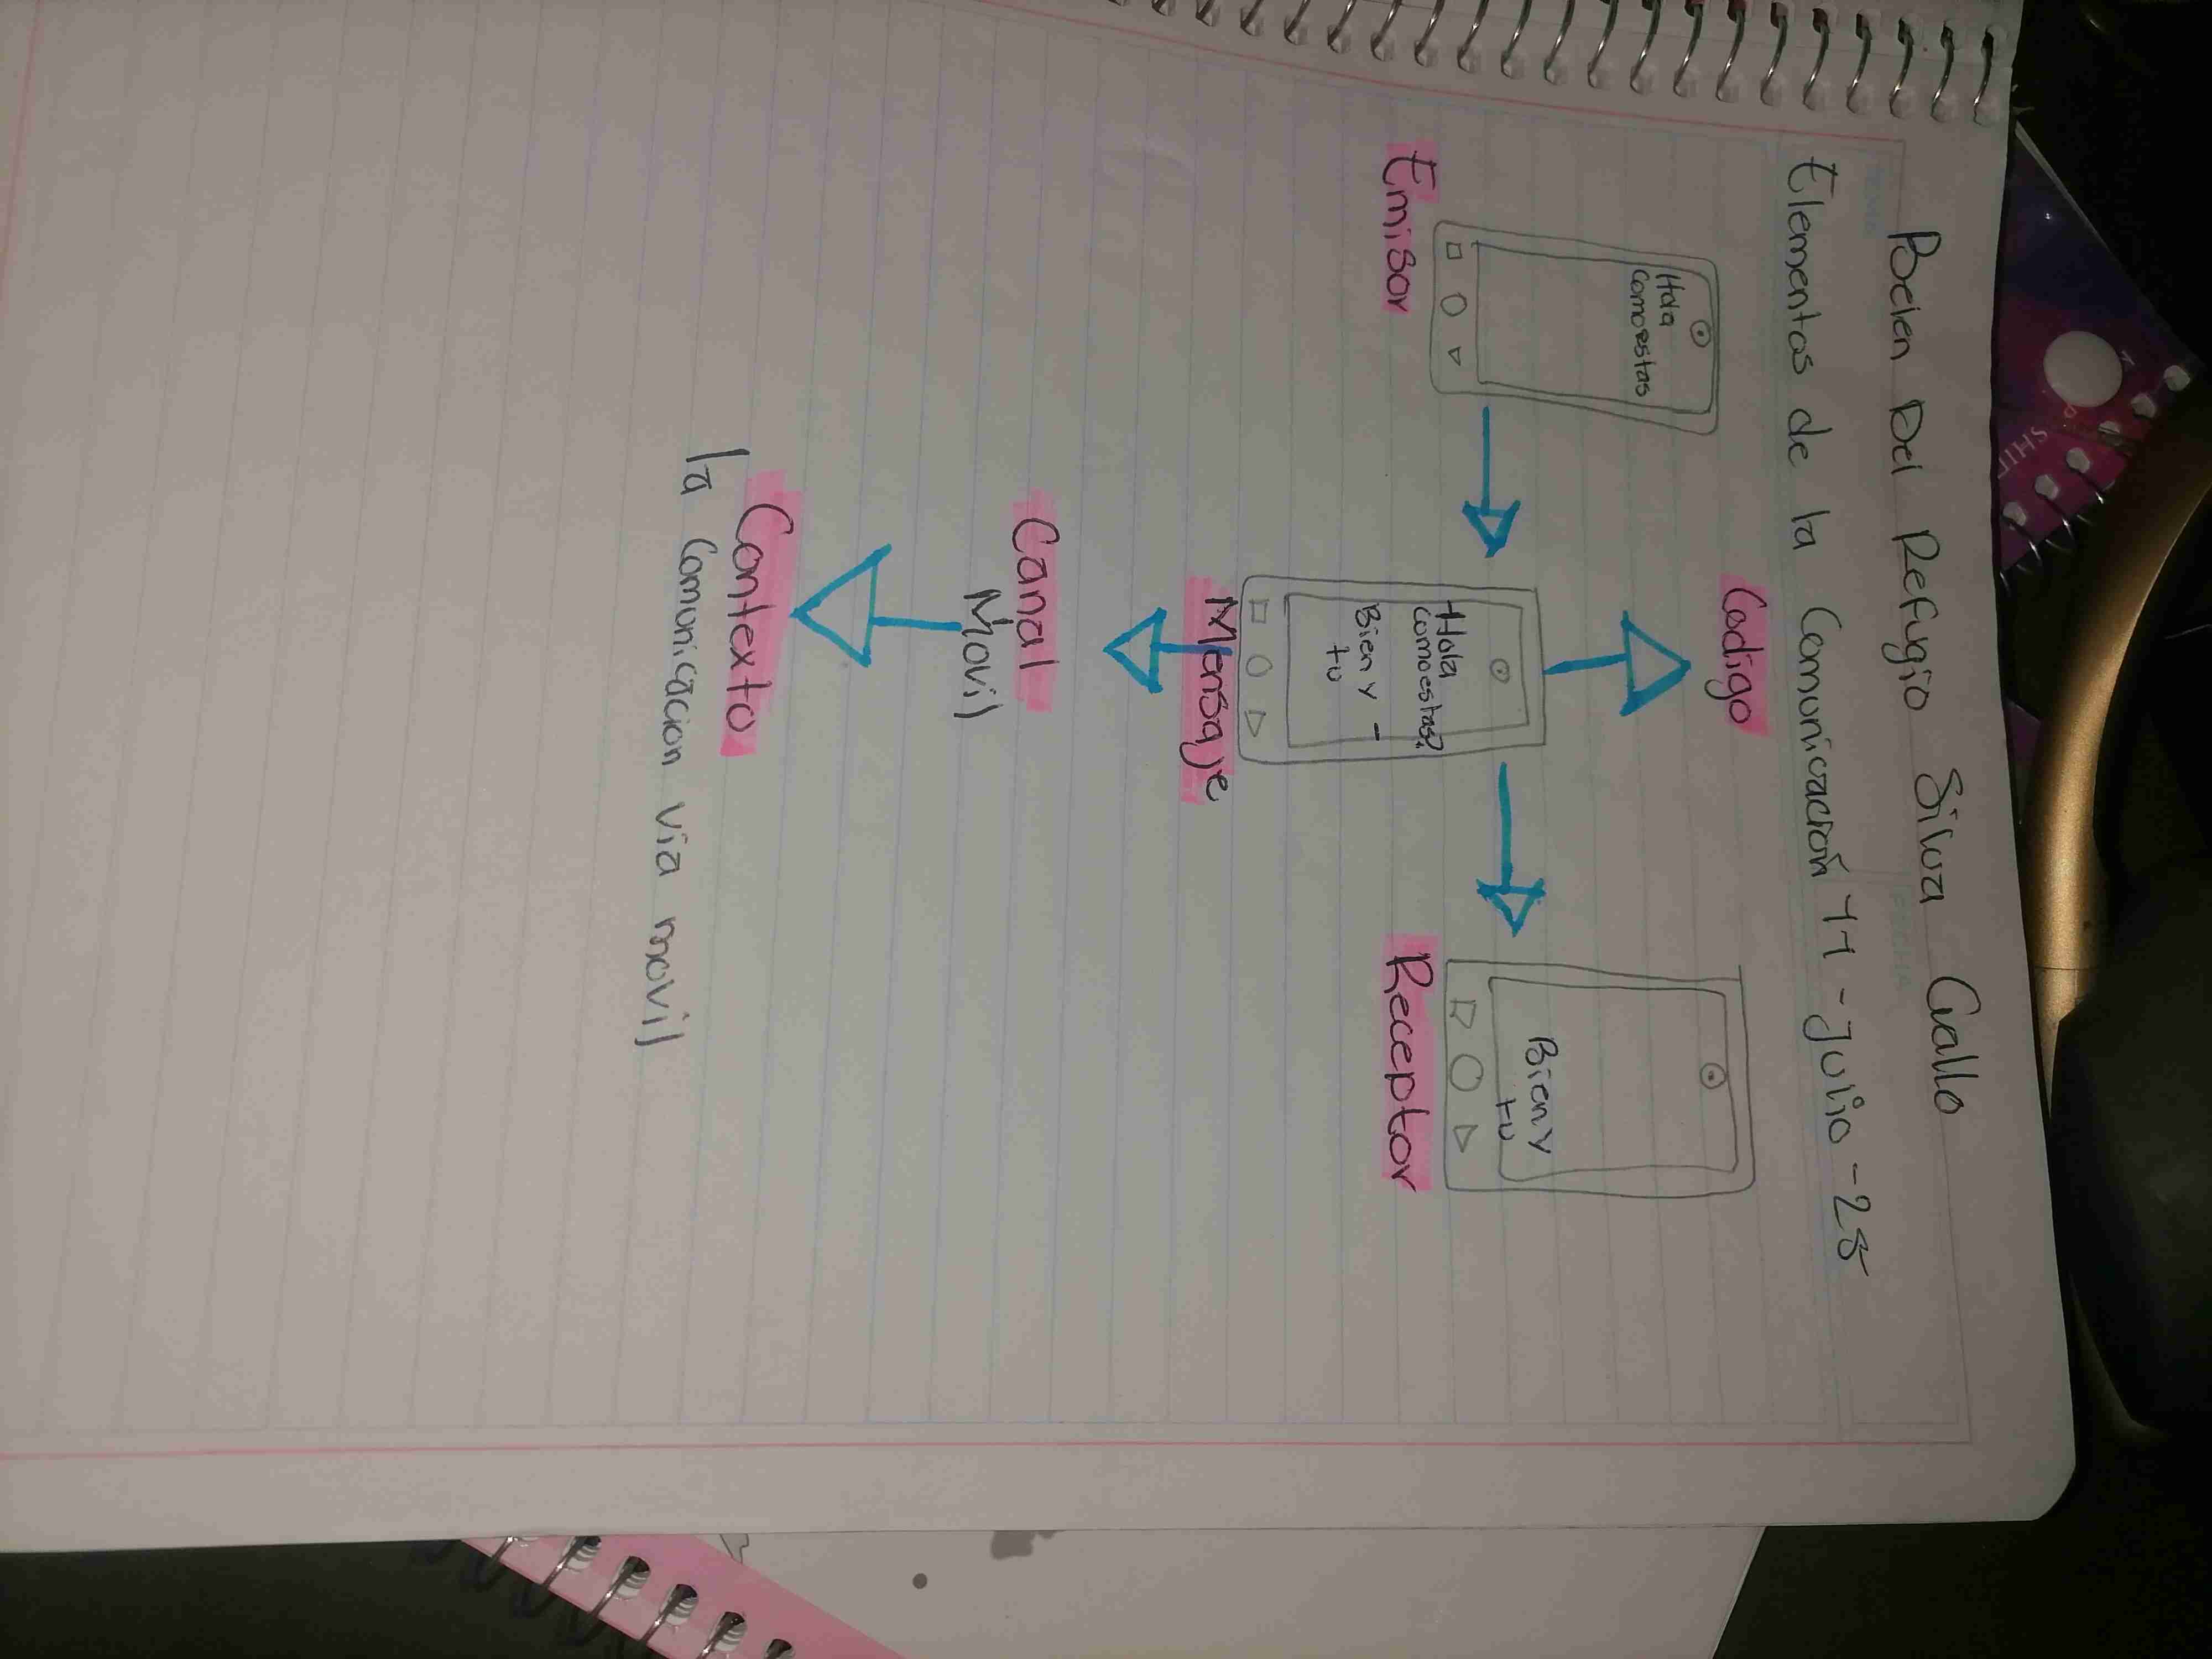 Del Refugio Silva Gallo
Elementos de la Comunicación 11-Julio-25
Codigo
Hola
Comoestas
Hola
Comoestas?
Bien y -
tu
Bien y
tu
Emisor
Receptor
Mensaje
Canal
Movil
Contexto
la comunicacion via movil